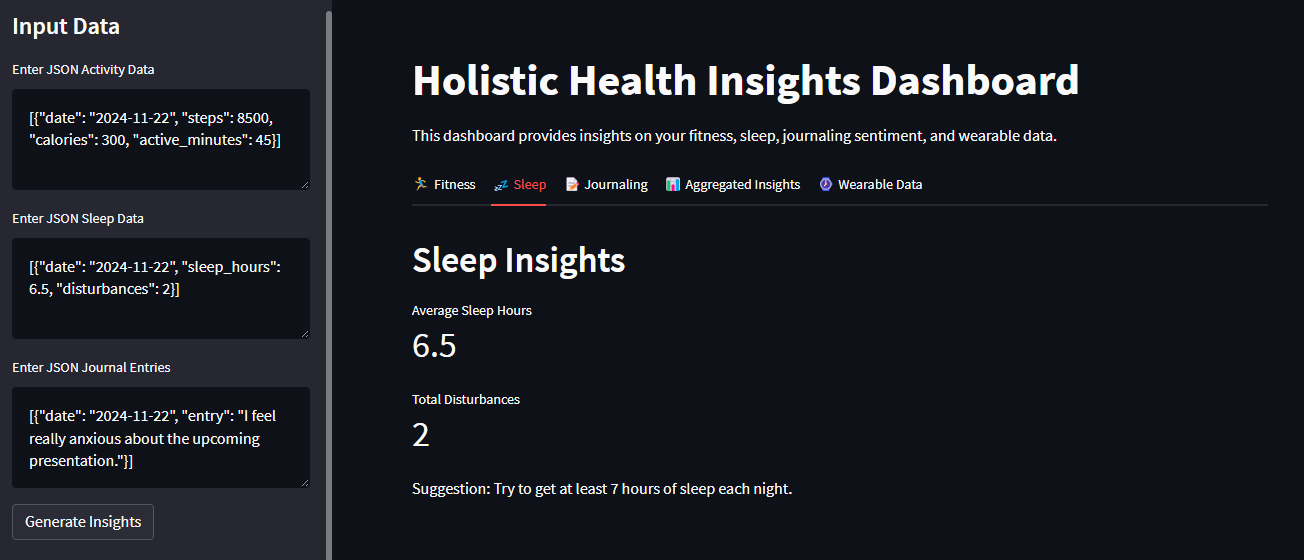 Input Data
Enter JSON Activity Data
[{"date": "2024-11-22", "steps": 8500,
"calories": 300, "active_minutes": 45}]
Enter JSON Sleep Data
[{"date": "2024-11-22", "sleep_hours":
6.5, "disturbances": 2}]
Enter JSON Journal Entries
[{"date": "2024-11-22", "entry": "I feel
really anxious about the upcoming
presentation."}]
Generate Insights
Holistic Health Insights Dashboard
This dashboard provides insights on your fitness, sleep, journaling sentiment, and wearable data.
Fitness Sleep Journaling Aggregated Insights Wearable Data
Sleep Insights
Average Sleep Hours
6.5
Total Disturbances
2
Suggestion: Try to get at least 7 hours of sleep each night.